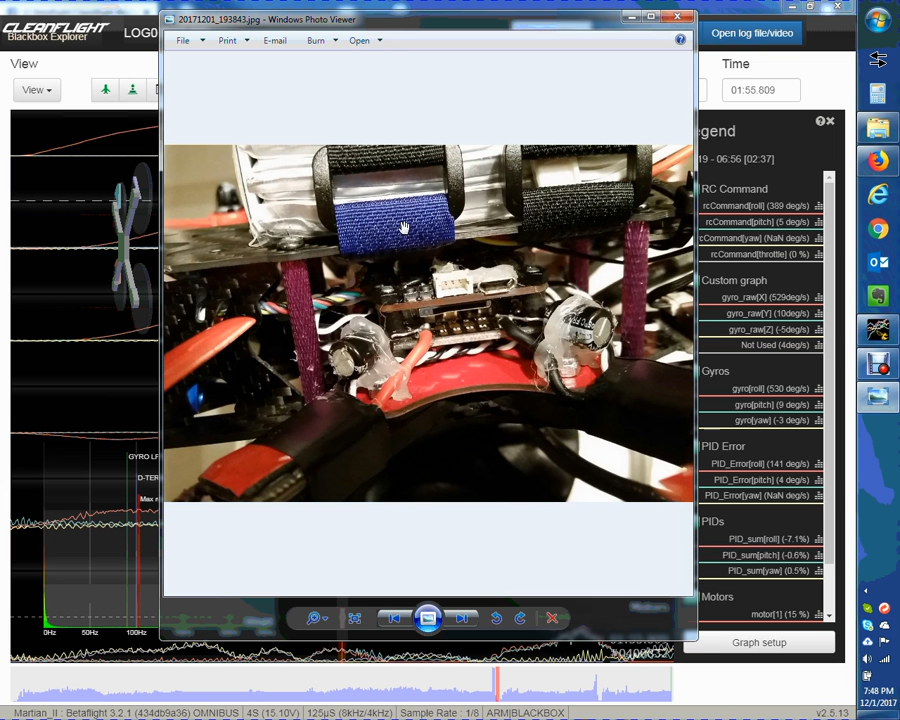 CLEANFLIGHT
Blackbox Explorer
20171201_193843.jpg - Windows Photo Viewer
File Print E-mail Burn Open
Open log file/video
View
Time
View
01:55.809
egend
19 - 06:56 [02:37]
RC Command
rcCommand[roll] (389 deg/s)
rcCommand[pitch] (5 deg/s)
cCommand[yaw] (NaN deg/s)
rcCommand[throttle] (0 %)
Custom graph
gyro_raw[X] (529deg/s)
gyro_raw[Y] (10deg/s)
gyro_raw[Z] (-5deg/s)
Not Used (4deg/s)
Gyros
gyro[roll] (530 deg/s)
gyro[pitch] (9 deg/s)
gyro[yaw] (-3 deg/s)
PID Error
PID_Error[roll] (141 deg/s)
PID_Error[pitch] (4 deg/s)
PID_Error[yaw] (NaN deg/s)
PIDs
PID_sum[roll] (-7.1%)
PID_sum[pitch] (-0.6%)
PID_sum[yaw] (0.5%)
Motors
motor[1] (15 %)
Graph setup
GYRO LP
D-TER
Max
0Hz 50Hz 100Hz
Martian_II : Betaflight 3.2.1 (434db9a36) OMNIBUS 4S (15.10V) 125µS (8kHz/4kHz) Sample Rate : 1/8 ARM|BLACKBOX v2.5.13
7:48 PM
12/1/2017